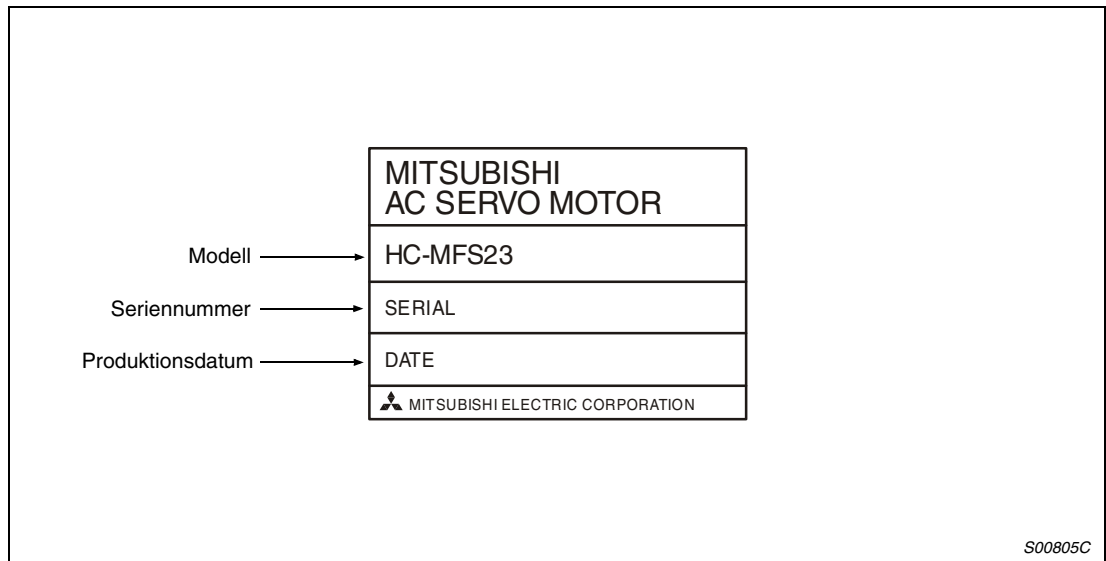 MITSUBISHI
AC SERVO MOTOR
Modell
HC-MFS23
Seriennummer
SERIAL
Produktionsdatum
DATE
MITSUBISHI ELECTRIC CORPORATION
S00805C